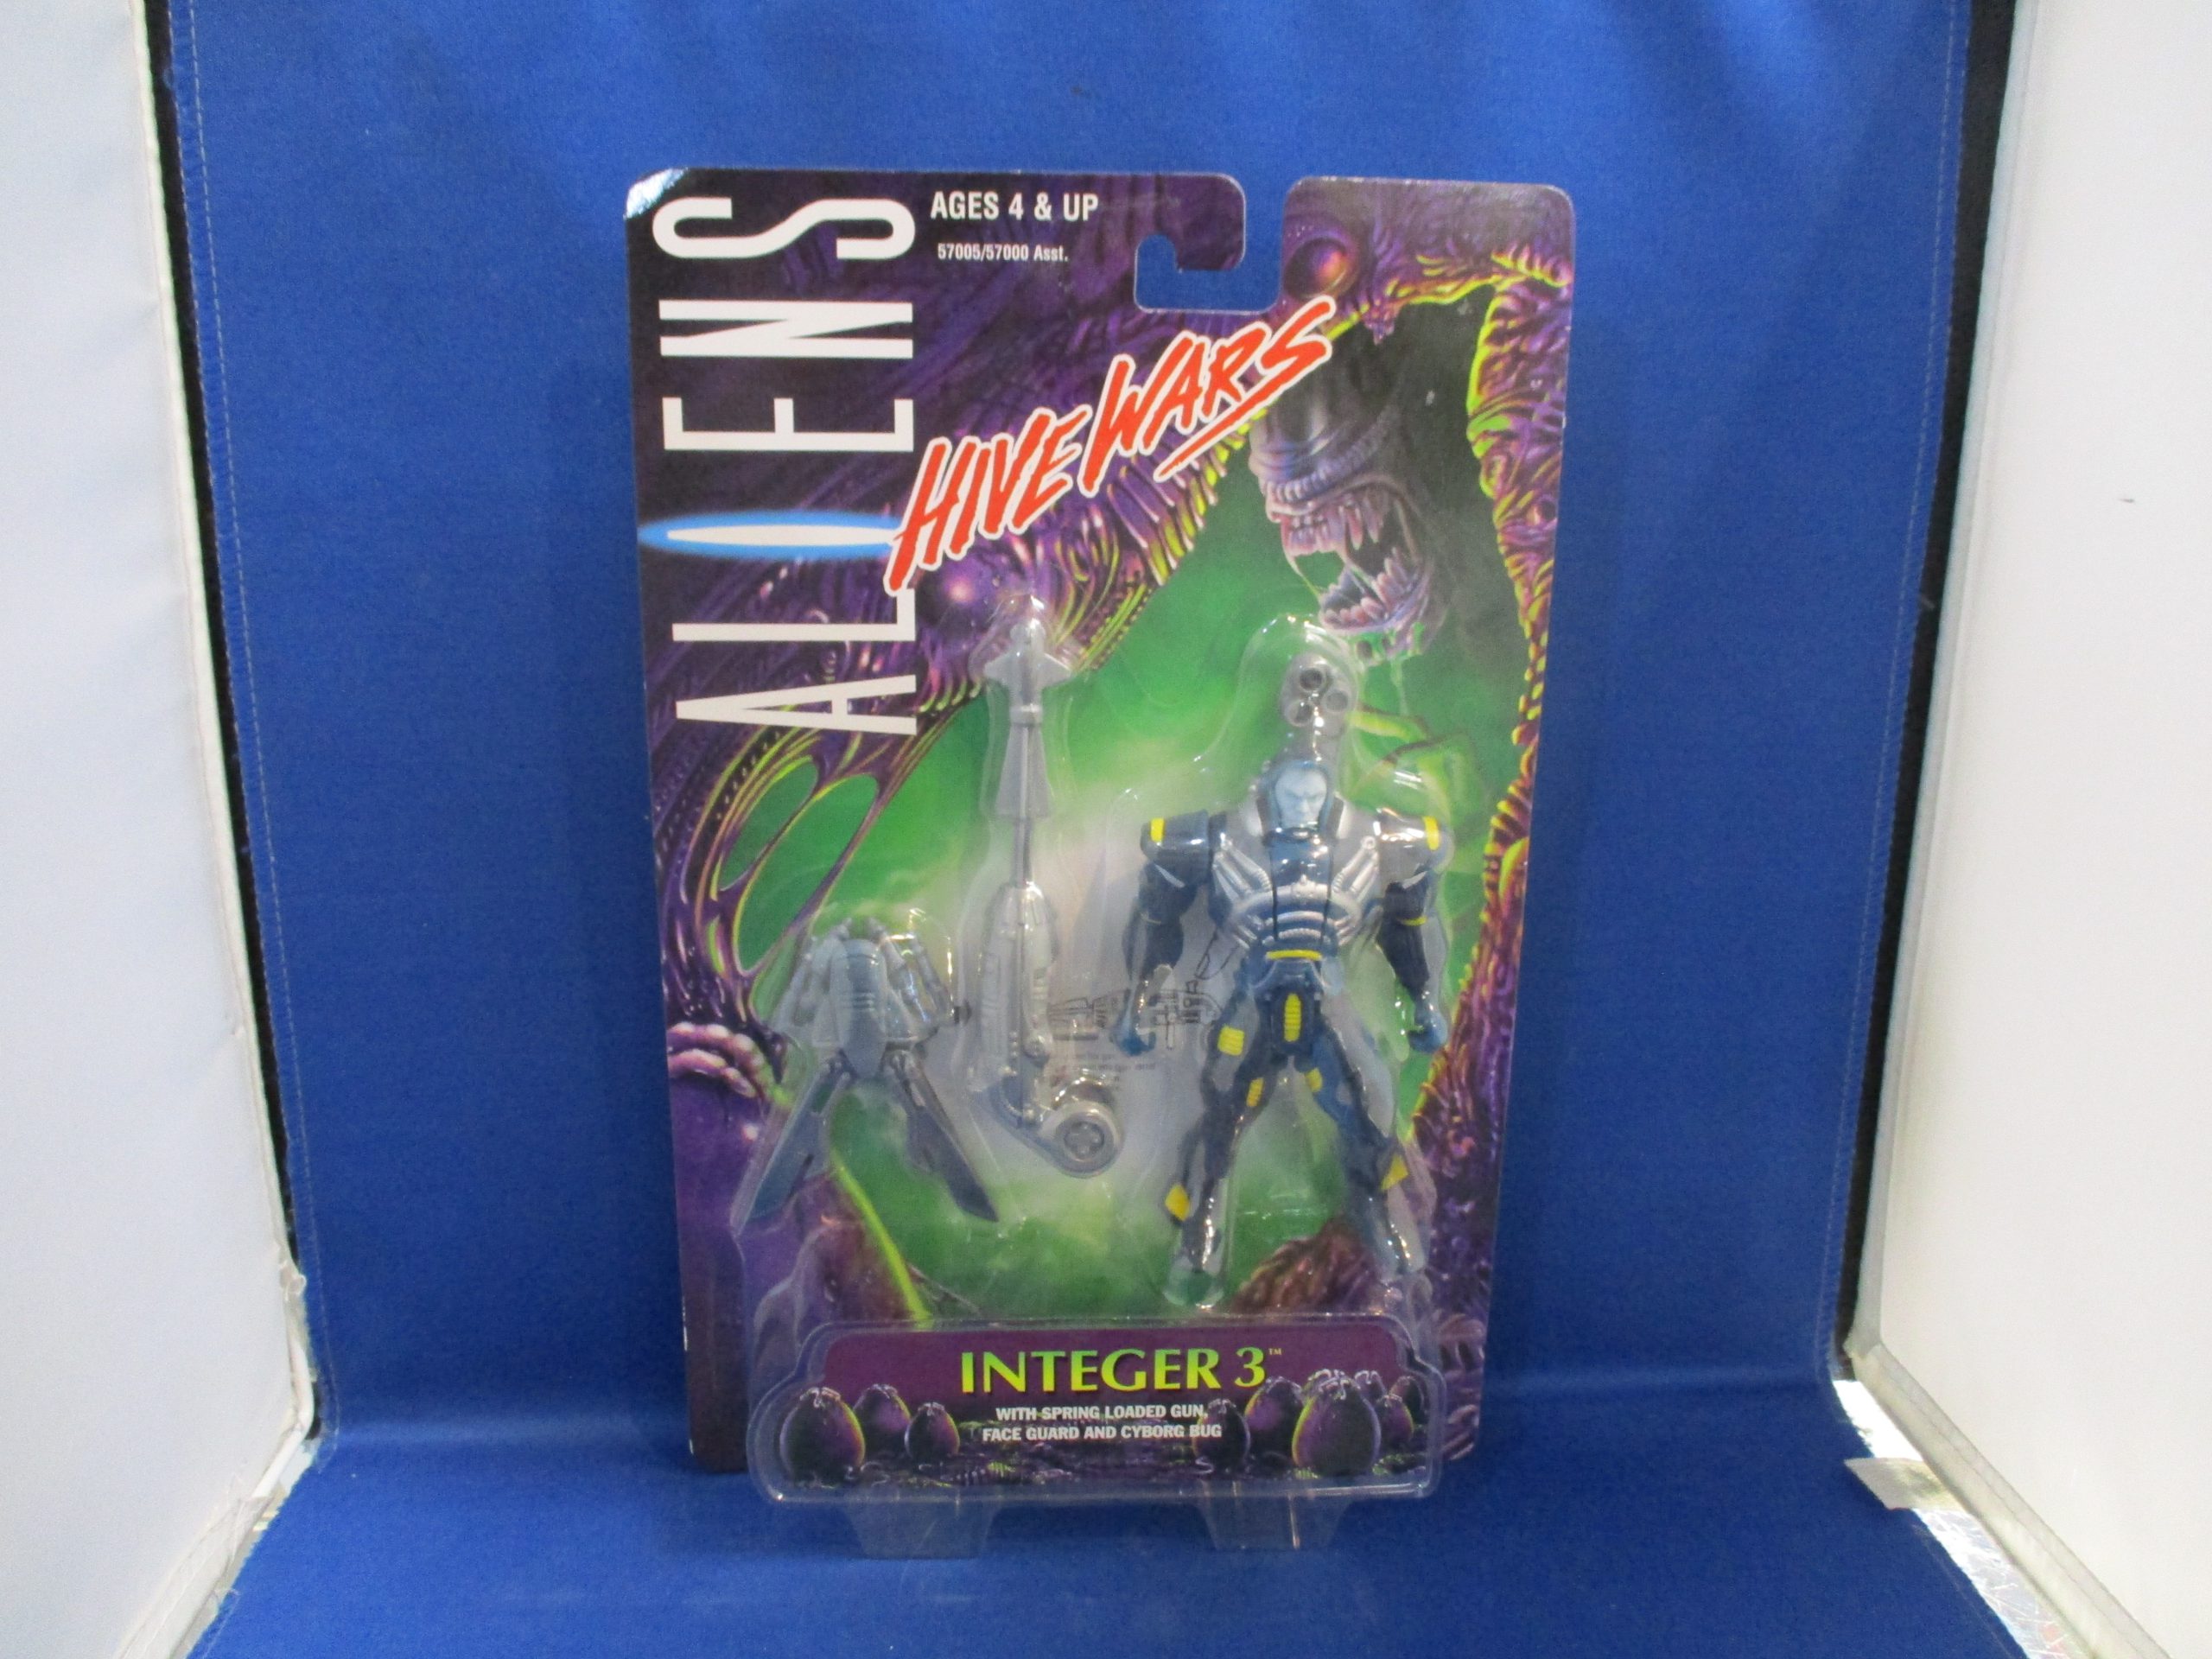 ALIENS
AGES 4 & UP
57005/57000 Asst.
HIVE WARS
INTEGER 3™
WITH SPRING LOADED GUN,
FACE GUARD AND CYBORG BUG